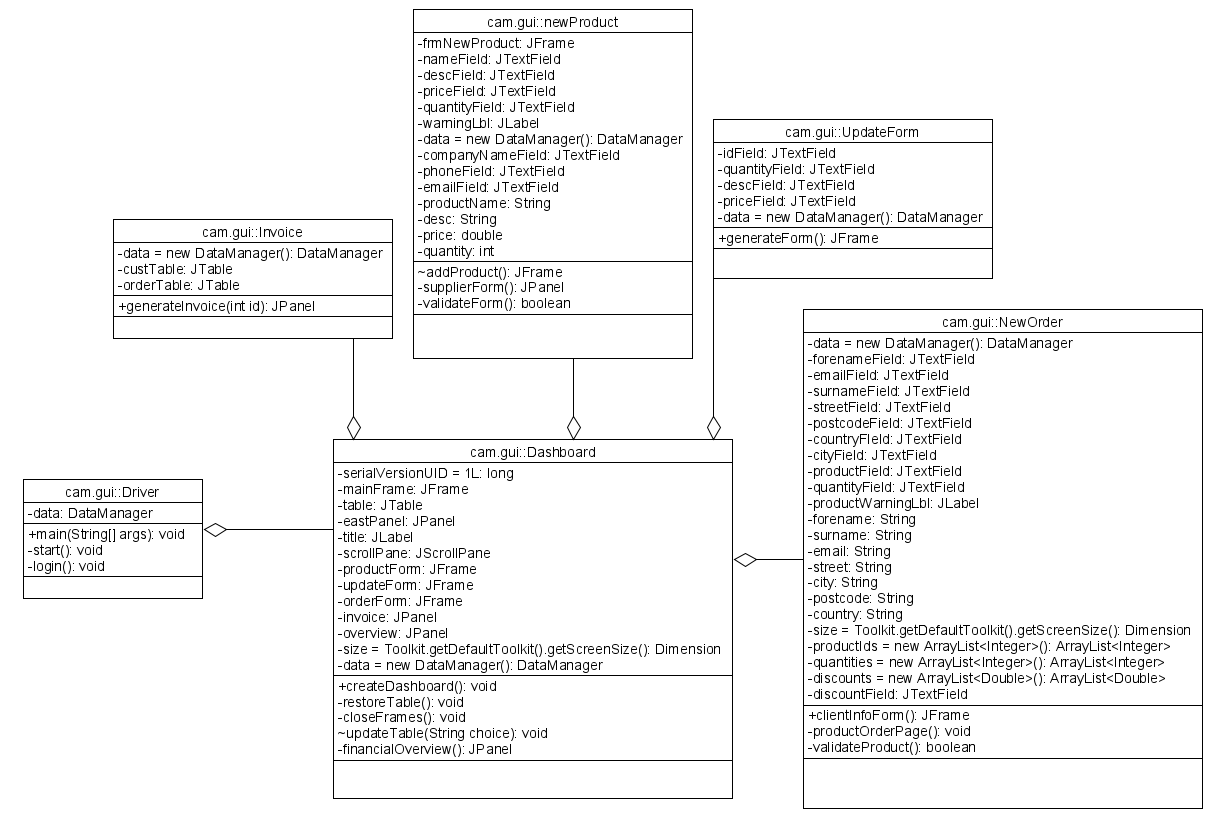 cam.gui::newProduct
-frmNewProduct: JFrame
-nameField: JTextField
-descField: JTextField
-priceField: JTextField
-quantityField: JTextField
-warningLbl: JLabel
-data = new DataManager(): DataManager
-companyNameField: JTextField
-phoneField: JTextField
-emailField: JTextField
-productName: String
-desc: String
-price: double
-quantity: int
~addProduct(): JFrame
-supplierForm(): JPanel
-validateForm(): boolean
cam.gui::UpdateForm
-idField: JTextField
-quantityField: JTextField
-descField: JTextField
-priceField: JTextField
-data = new DataManager(): DataManager
+generateForm(): JFrame
cam.gui::Invoice
-data = new DataManager(): DataManager
-custTable: JTable
-orderTable: JTable
+generateInvoice(int id): JPanel
cam.gui::NewOrder
-data = new DataManager(): DataManager
-forenameField: JTextField
-emailField: JTextField
-surnameField: JTextField
-streetField: JTextField
-postcodeField: JTextField
-countryField: JTextField
-cityField: JTextField
-productField: JTextField
-quantityField: JTextField
-productWarningLbl: JLabel
-forename: String
-surname: String
-email: String
-street: String
-city: String
-postcode: String
-country: String
-size = Toolkit.getDefaultToolkit().getScreenSize(): Dimension
-productIds = new ArrayList<Integer>(): ArrayList<Integer>
-quantities = new ArrayList<Integer>(): ArrayList<Integer>
-discounts = new ArrayList<Double>(): ArrayList<Double>
-discountField: JTextField
+clientInfoForm(): JFrame
-productOrderPage(): void
-validateProduct(): boolean
cam.gui::Dashboard
-serialVersionUID = 1L: long
-mainFrame: JFrame
-table: JTable
-eastPanel: JPanel
-title: JLabel
-scrollPane: JScrollPane
-productForm: JFrame
-updateForm: JFrame
-orderForm: JFrame
-invoice: JPanel
-overview: JPanel
-size = Toolkit.getDefaultToolkit().getScreenSize(): Dimension
-data = new DataManager(): DataManager
+createDashboard(): void
-restoreTable(): void
-closeFrames(): void
~updateTable(String choice): void
-financialOverview(): JPanel
cam.gui::Driver
-data: DataManager
+main(String[] args): void
-start(): void
-login(): void